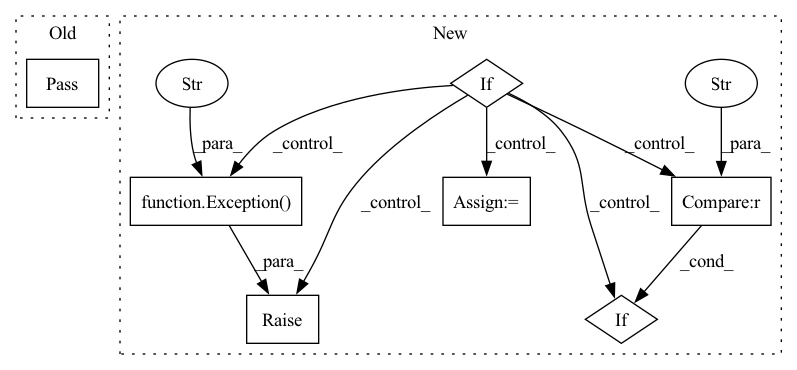 Old
New
Pass
Str
If
Str
_para_
_control_
_control_
_control_
_para_
function.Exception()
_control_
Assign:=
_control_
Compare:r
_para_
_cond_
Raise
If